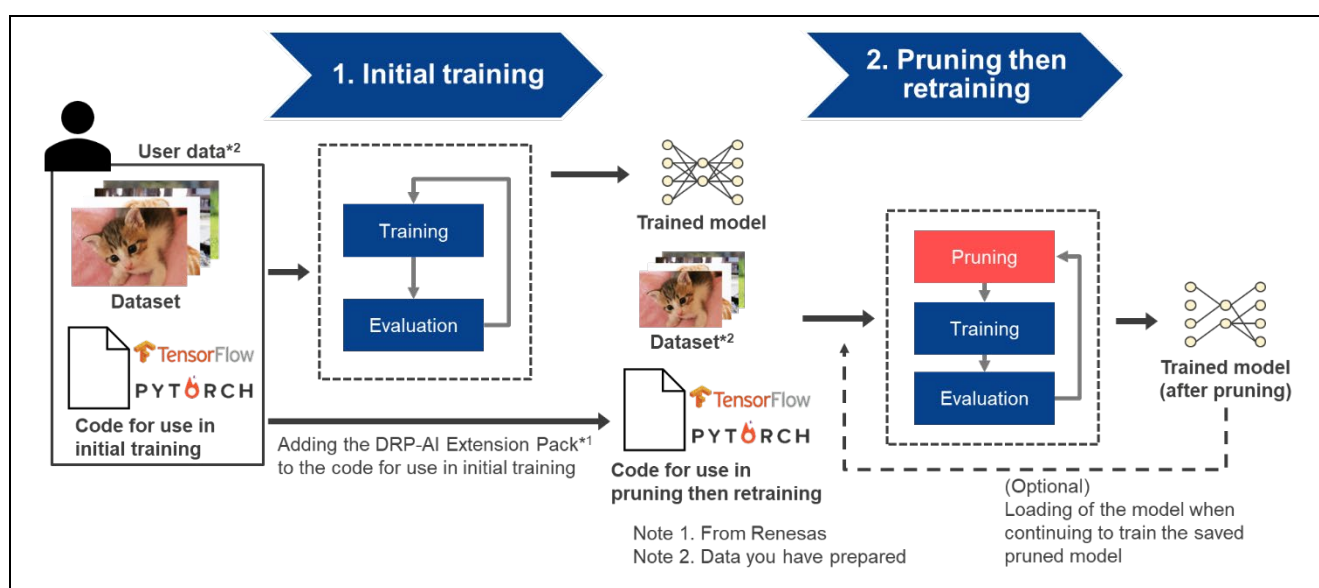 1. Initial training
2. Pruning then
retraining
User data*2
Dataset
TensorFlow
PYTORCH
Code for use in
initial training
Training
Evaluation
Adding the DRP-AI Extension Pack*1
to the code for use in initial training
Trained model
Dataset*2
TensorFlow
PYTORCH
Code for use in
pruning then retraining
Note 1. From Renesas
Note 2. Data you have prepared
Pruning
Training
Evaluation
Trained model
(after pruning)
(Optional)
Loading of the model when
continuing to train the saved
pruned model